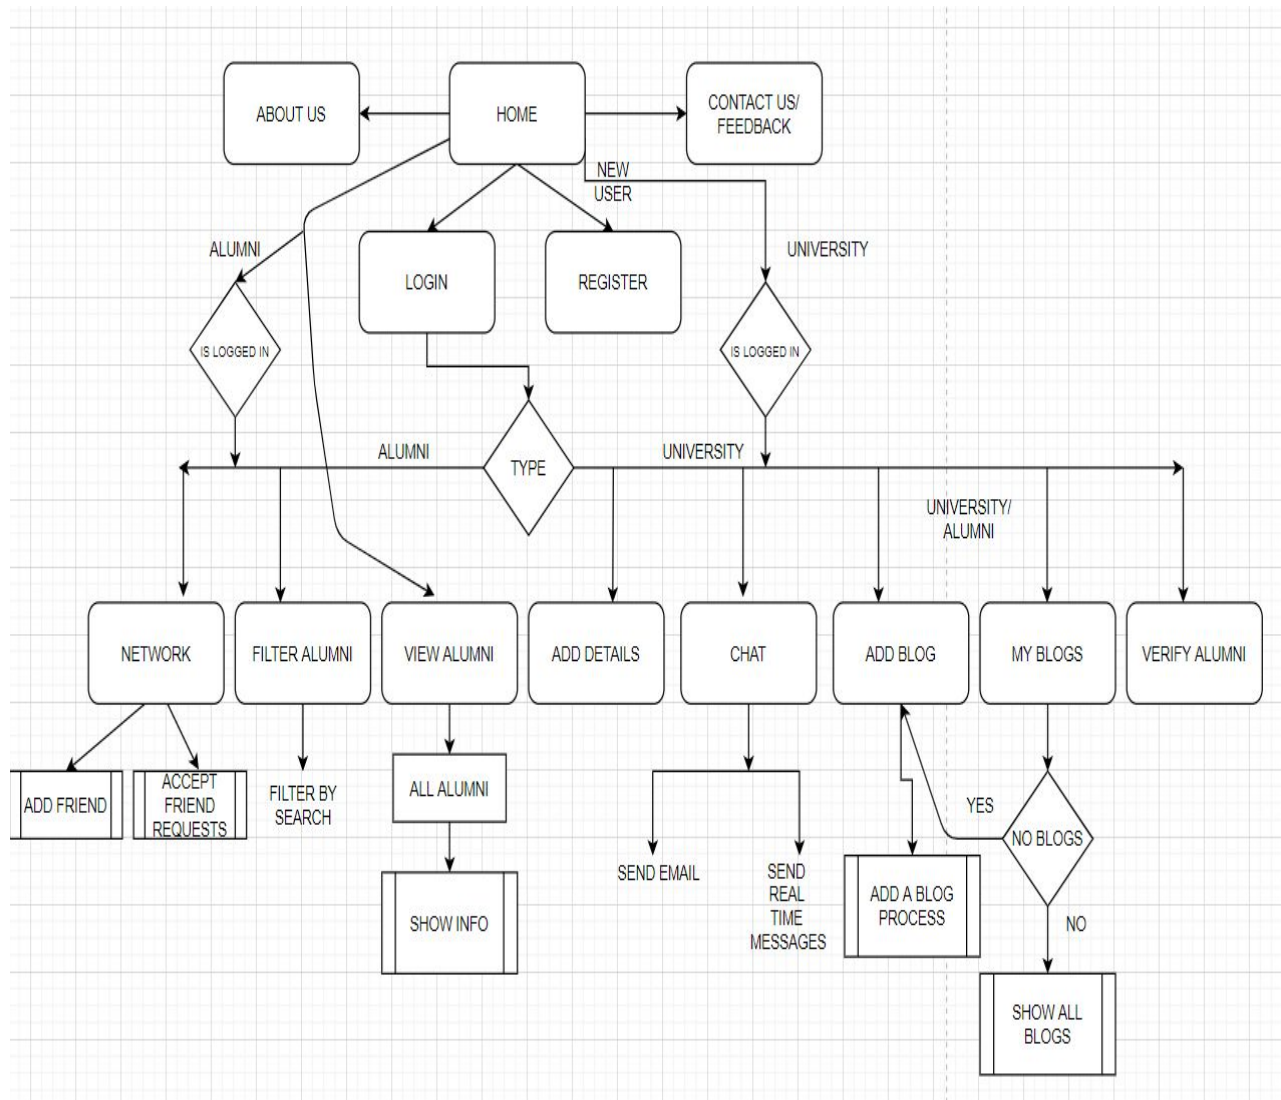 ABOUT US
HOME
CONTACT US/
FEEDBACK
NEW
USER
ALUMNI
LOGIN
REGISTER
UNIVERSITY
IS LOGGED IN
IS LOGGED IN
ALUMNI
TYPE
UNIVERSITY
UNIVERSITY/
ALUMNI
NETWORK
FILTER ALUMNI
VIEW ALUMNI
ADD DETAILS
CHAT
ADD BLOG
MY BLOGS
VERIFY ALUMNI
ADD FRIEND
ACCEPT
FRIEND
REQUESTS
FILTER BY
SEARCH
ALL ALUMNI
SHOW INFO
SEND EMAIL
SEND
REAL
TIME
MESSAGES
YES
NO BLOGS
ADD A BLOG
PROCESS
NO
SHOW ALL
BLOGS